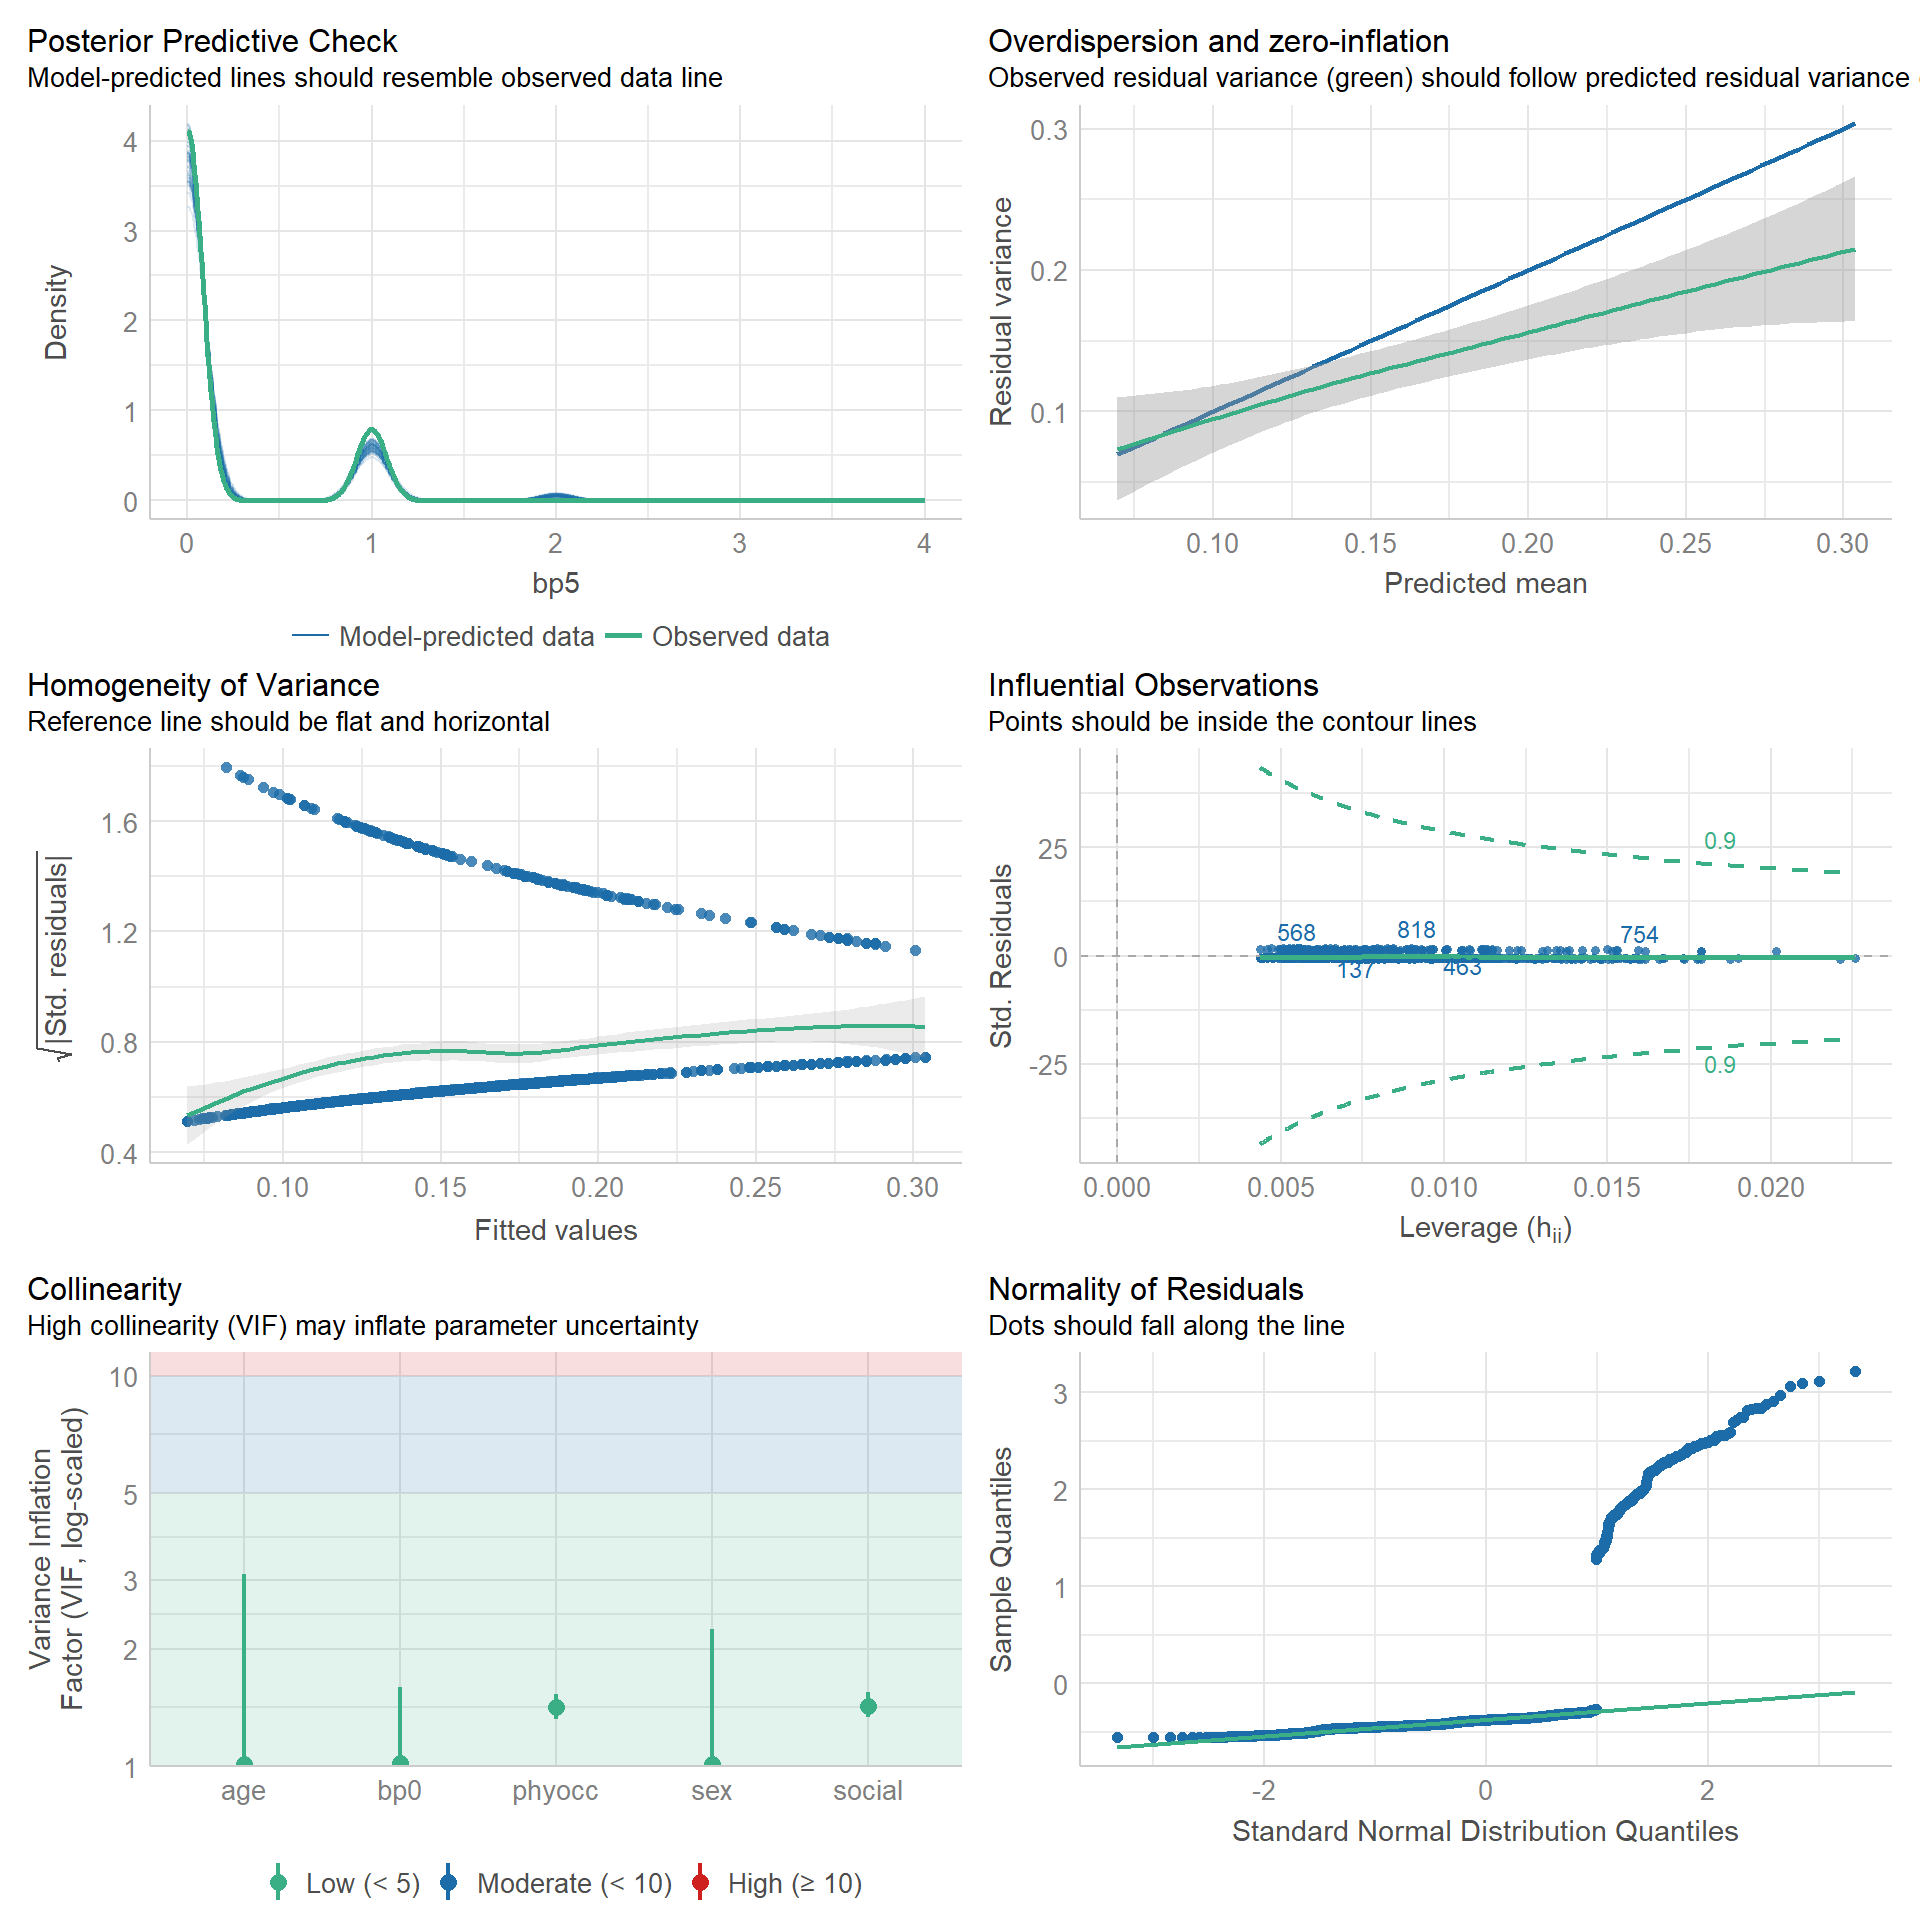 Posterior Predictive Check
Model-predicted lines should resemble observed data line
4
3
2
1
0
Density
0 1 2 3 4
bp5
Model-predicted data Observed data
Overdispersion and zero-inflation
Observed residual variance (green) should follow predicted residual variance
0.3
0.2
0.1
Residual variance
0.10 0.15 0.20 0.25 0.30
Predicted mean
Homogeneity of Variance
Reference line should be flat and horizontal
1.6
1.2
0.8
0.4
√|Std. residuals|
0.10 0.15 0.20 0.25 0.30
Fitted values
Influential Observations
Points should be inside the contour lines
25
0
-25
Std. Residuals
0.9
568 818 754
137 463
0.9
0.000 0.005 0.010 0.015 0.020
Leverage (hii)
Collinearity
High collinearity (VIF) may inflate parameter uncertainty
10
5
3
2
1
Variance Inflation
Factor (VIF, log-scaled)
age bp0 phyocc sex social
Low (< 5) Moderate (< 10) High (≥ 10)
Normality of Residuals
Dots should fall along the line
3
2
1
0
Sample Quantiles
-2 0 2
Standard Normal Distribution Quantiles